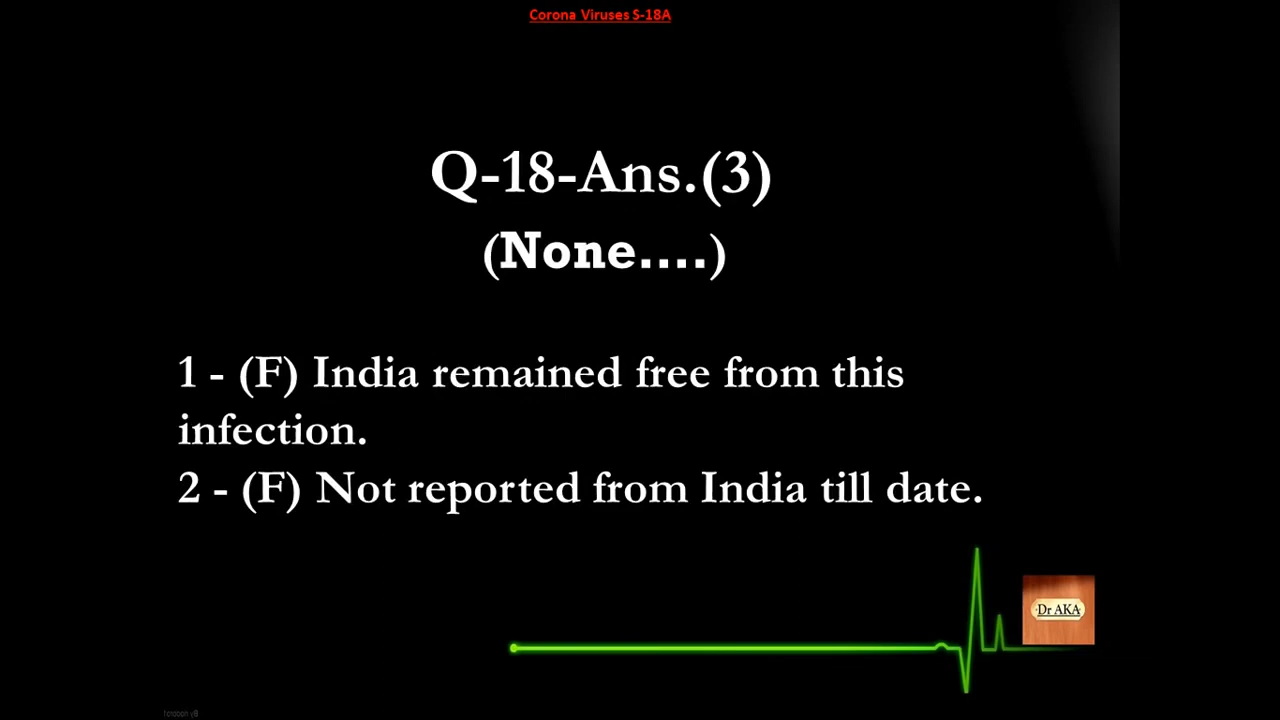 Corona Viruses S-18A
Q-18-Ans.(3)
(None....)
1 - (F) India remained free from this
infection.
2 - (F) Not reported from India till date.
Dr AKA